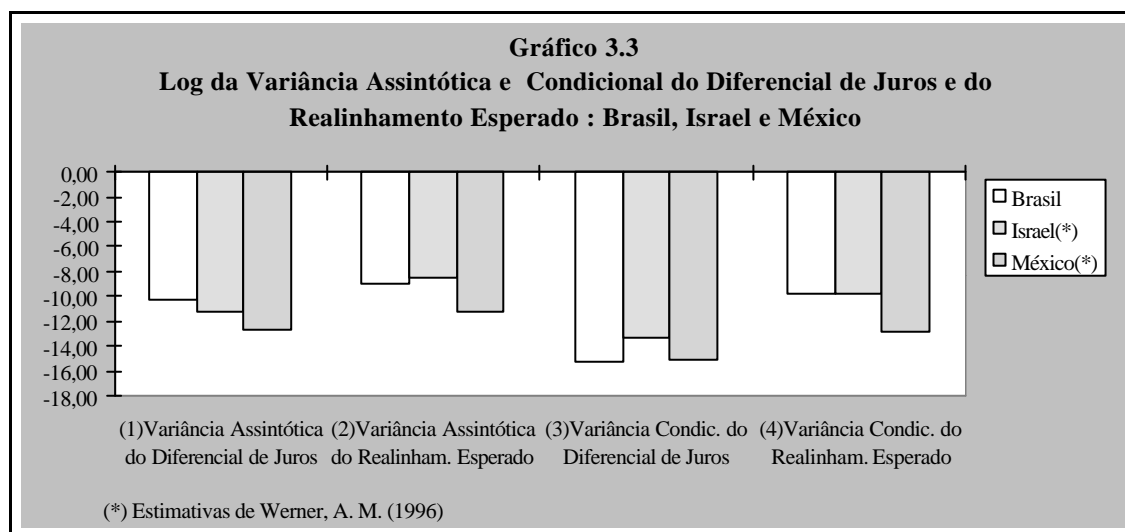 Gráfico 3.3
Log da Variância Assintótica e Condicional do Diferencial de Juros e do
Realinhamento Esperado : Brasil, Israel e México
0,00
-2,00
-4,00
-6,00
-8,00
-10,00
-12,00
-14,00
-16,00
-18,00
(1)Variância Assintótica
do Diferencial de Juros
(2)Variância Assintótica
do Realinham. Esperado
(3)Variância Condic. do
Diferencial de Juros
(4)Variância Condic. do
Realinham. Esperado
Brasil
Israel(*)
México(*)
(*) Estimativas de Werner, A. M. (1996)